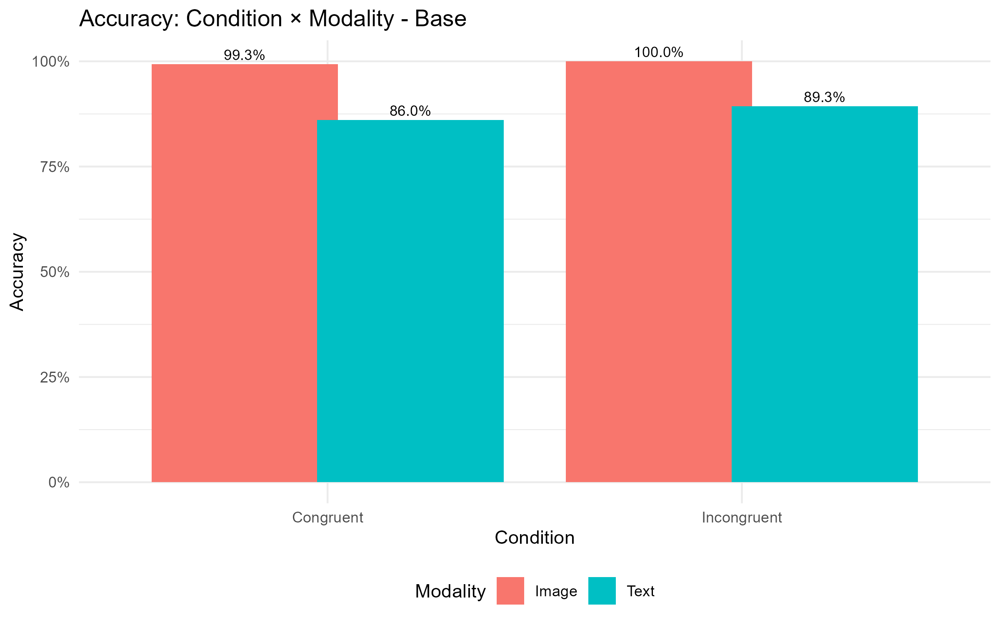 Accuracy: Condition × Modality - Base
99.3%
100.0%
86.0%
89.3%
100%
75%
50%
25%
0%
Accuracy
Congruent
Incongruent
Condition
Modality
Image
Text